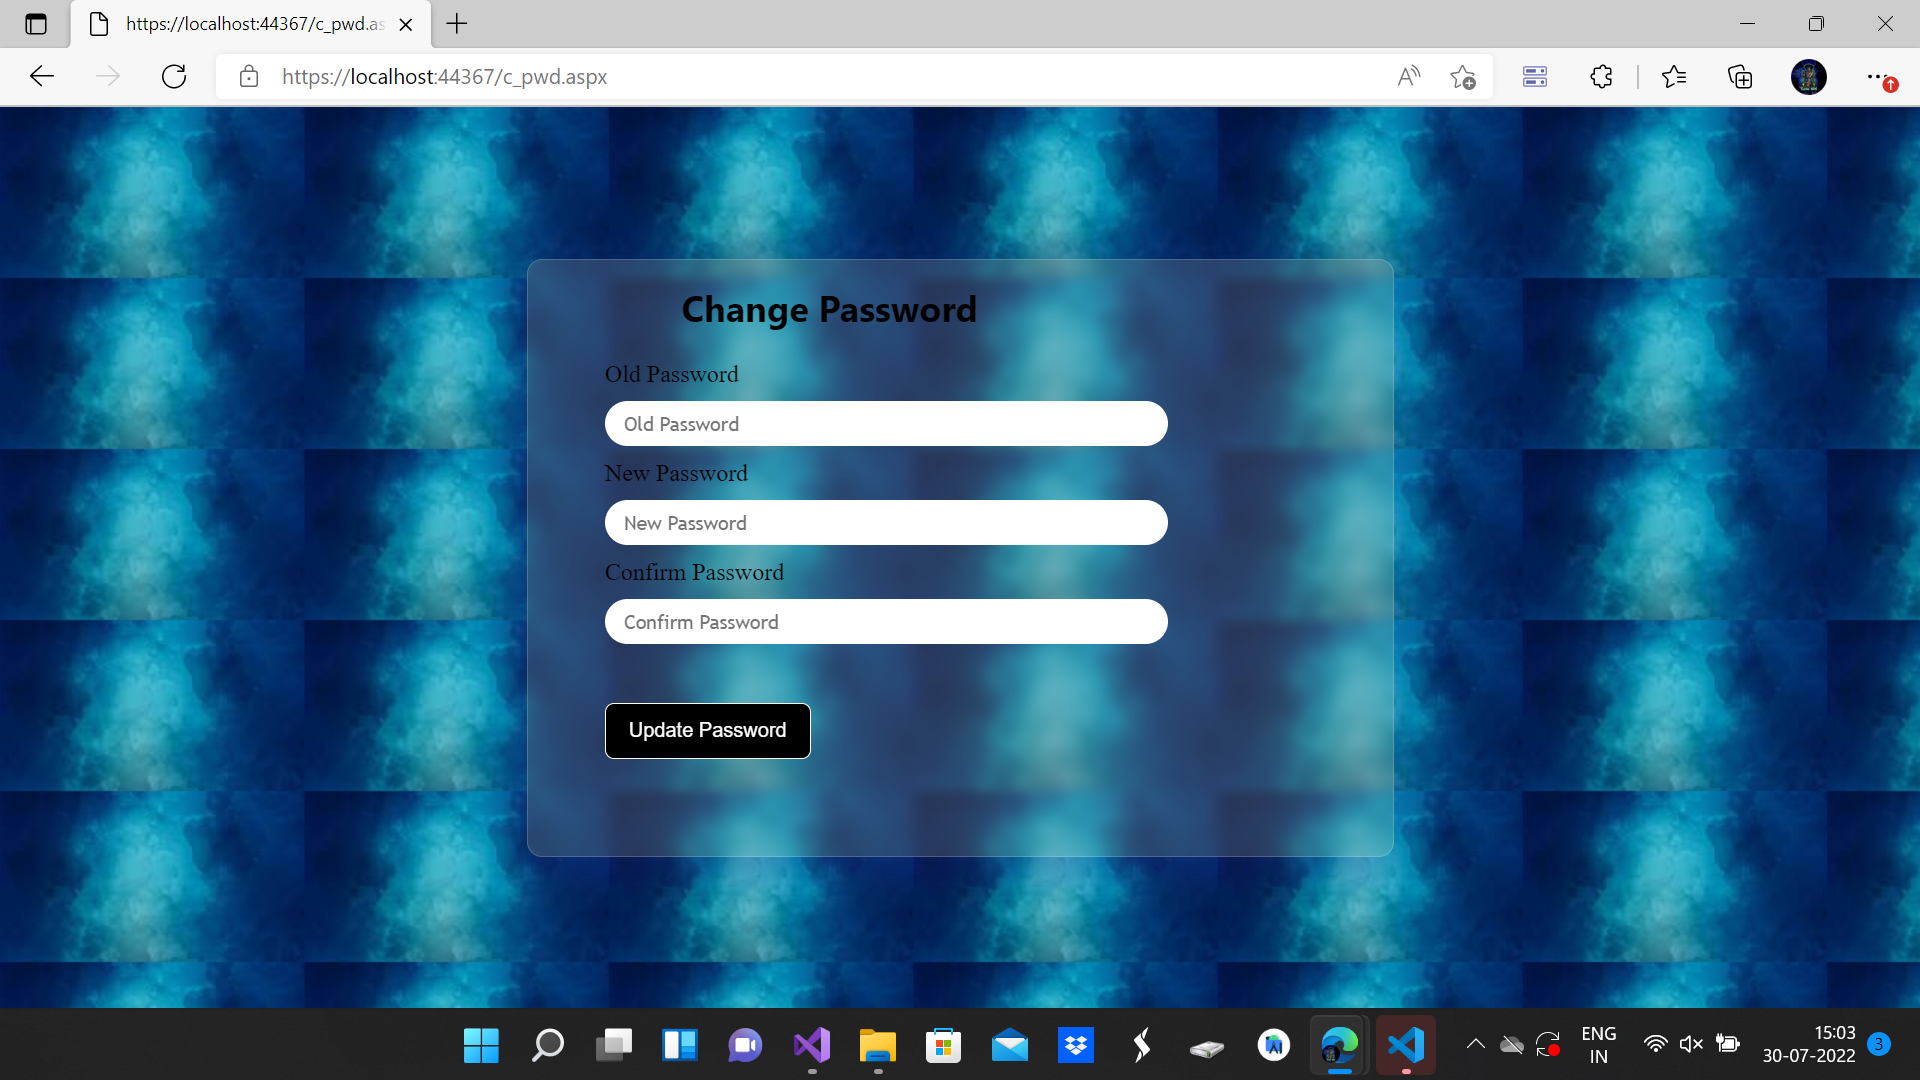 https://localhost:44367/c_pwd.as
https://localhost:44367/c_pwd.aspx
Change Password
Old Password
Old Password
New Password
New Password
Confirm Password
Confirm Password
Update Password
ENG
IN
15:03
30-07-2022
3